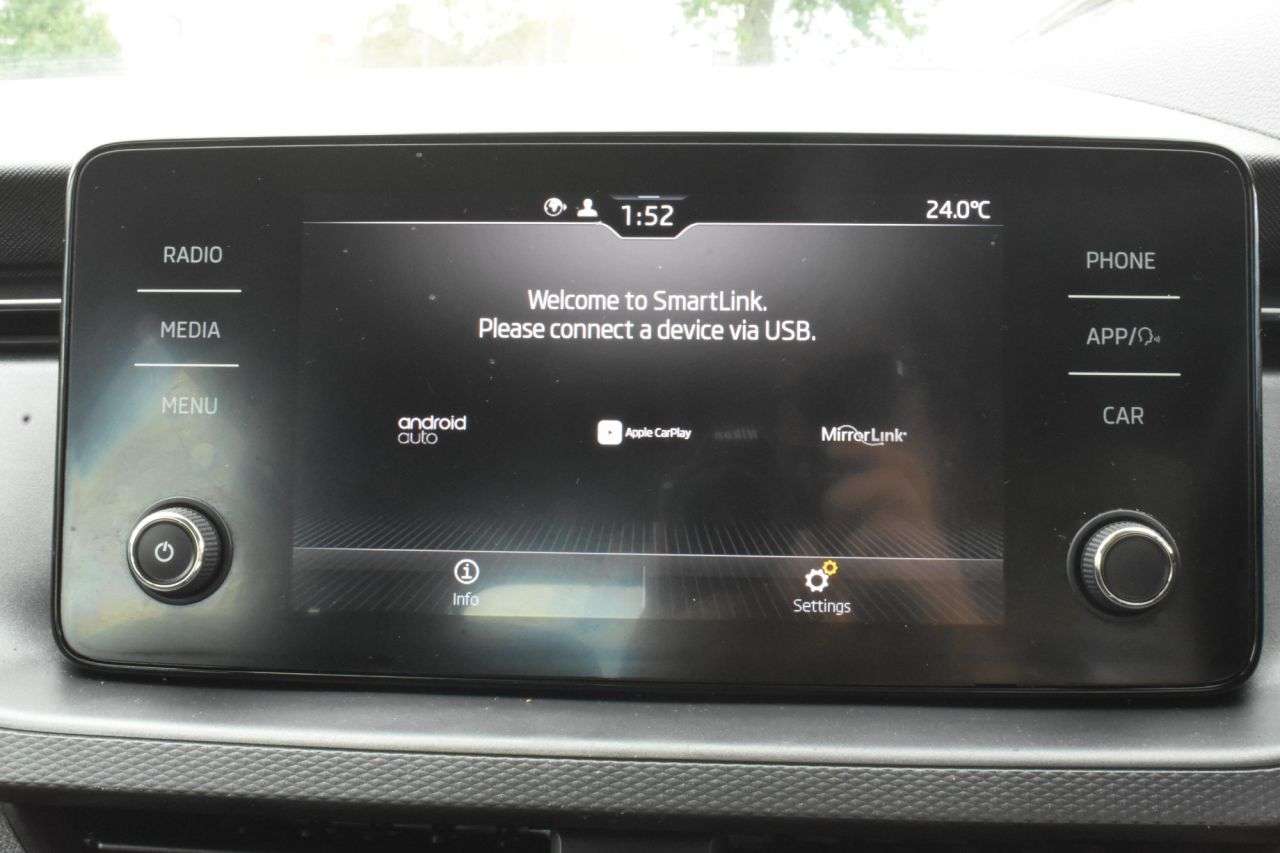 1:52
24.0℃
RADIO
MEDIA
MENU
Welcome to SmartLink.
Please connect a device via USB.
android
auto
Apple CarPlay
MirrorLink™
Info
Settings
PHONE
APP/
CAR